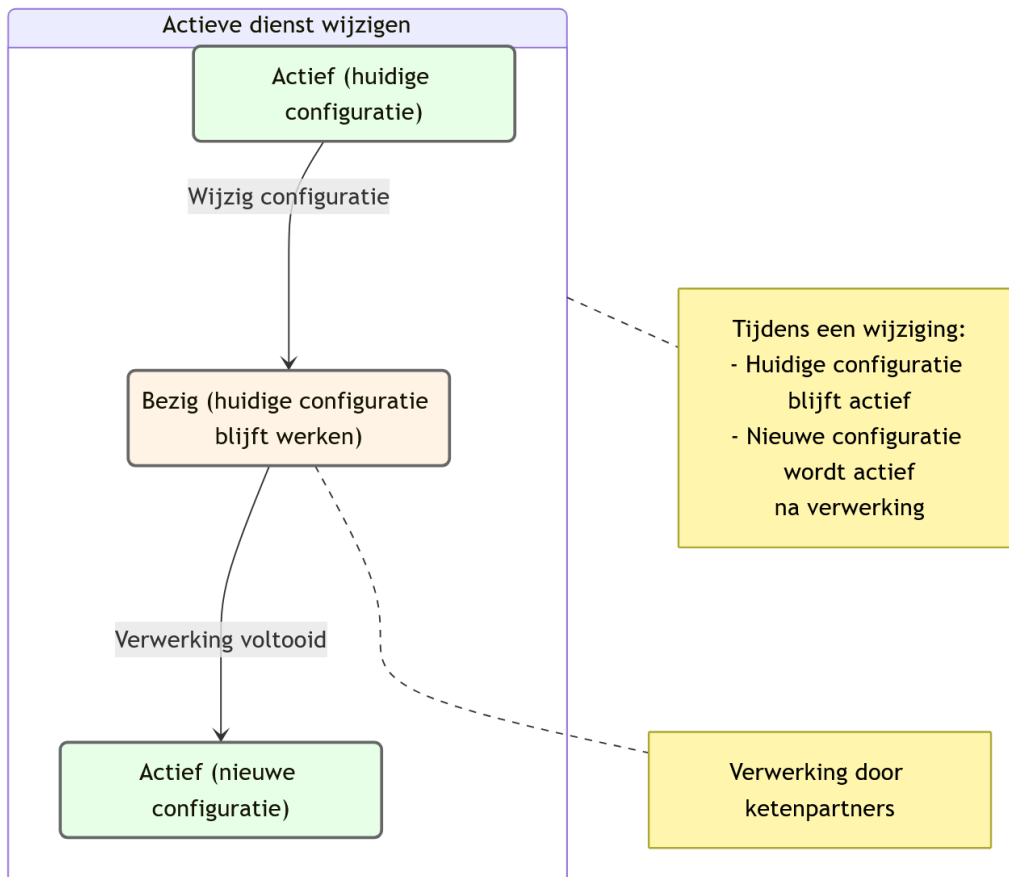 Actieve dienst wijzigen
Actief (huidige
configuratie)
Wijzig configuratie
Bezig (huidige configuratie
blijft werken)
Tijdens een wijziging:
- Huidige configuratie
blijft actief
- Nieuwe configuratie
wordt actief
na verwerking
Verwerking voltooid
Actief (nieuwe
configuratie)
Verwerking door
ketenpartners